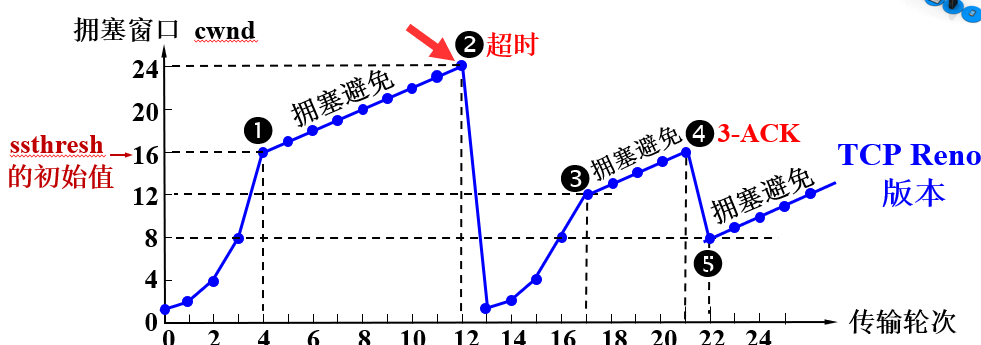 拥塞窗口 cwnd
❷超时
24
拥塞避免
20
❶
ssthresh
的初始值
16
❹ 3-ACK
拥塞避免
TCP Reno
版本
❸
12
拥塞避免
8
❺
4
0
0 2 4 6 8 10 12 14 16 18 20 22 24
传输轮次